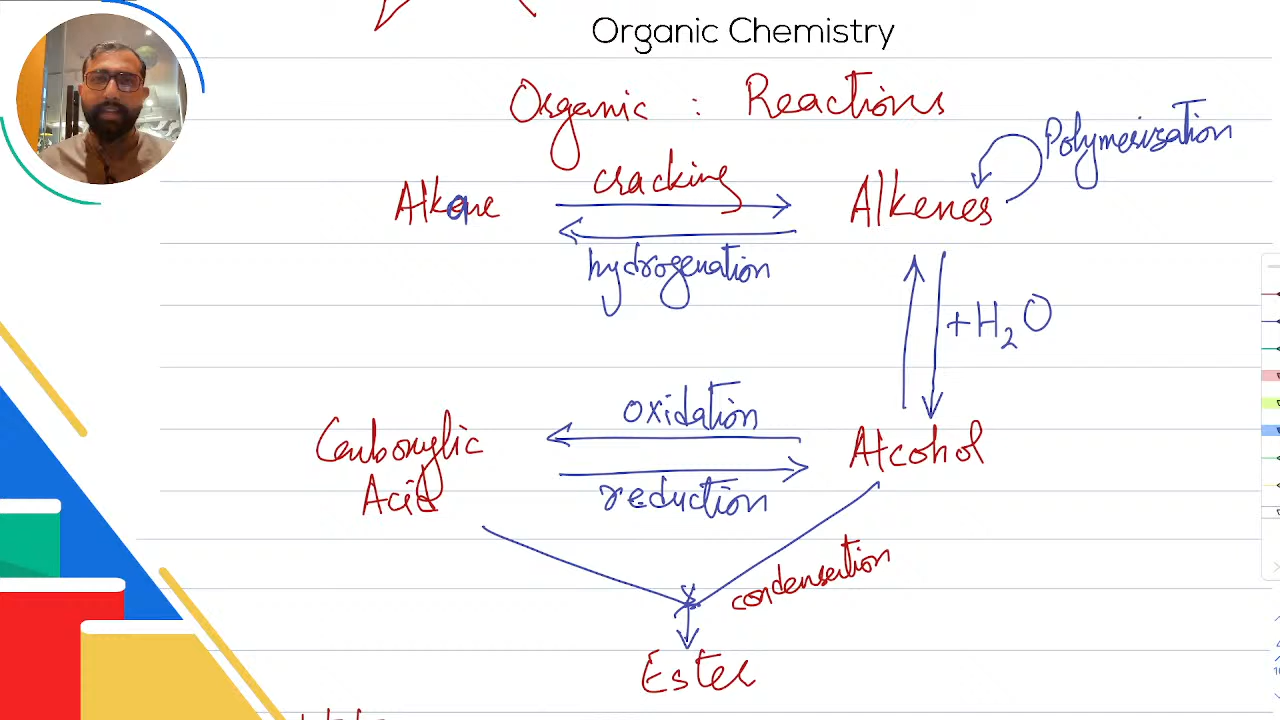 Organic Chemistry
Organic : Reactions
Polymerization
cracking
Alkane
Alkenes
hydrogenation
+H₂O
oxidation
Carboxylic
Acid
Alcohol
reduction
condensation
Ester